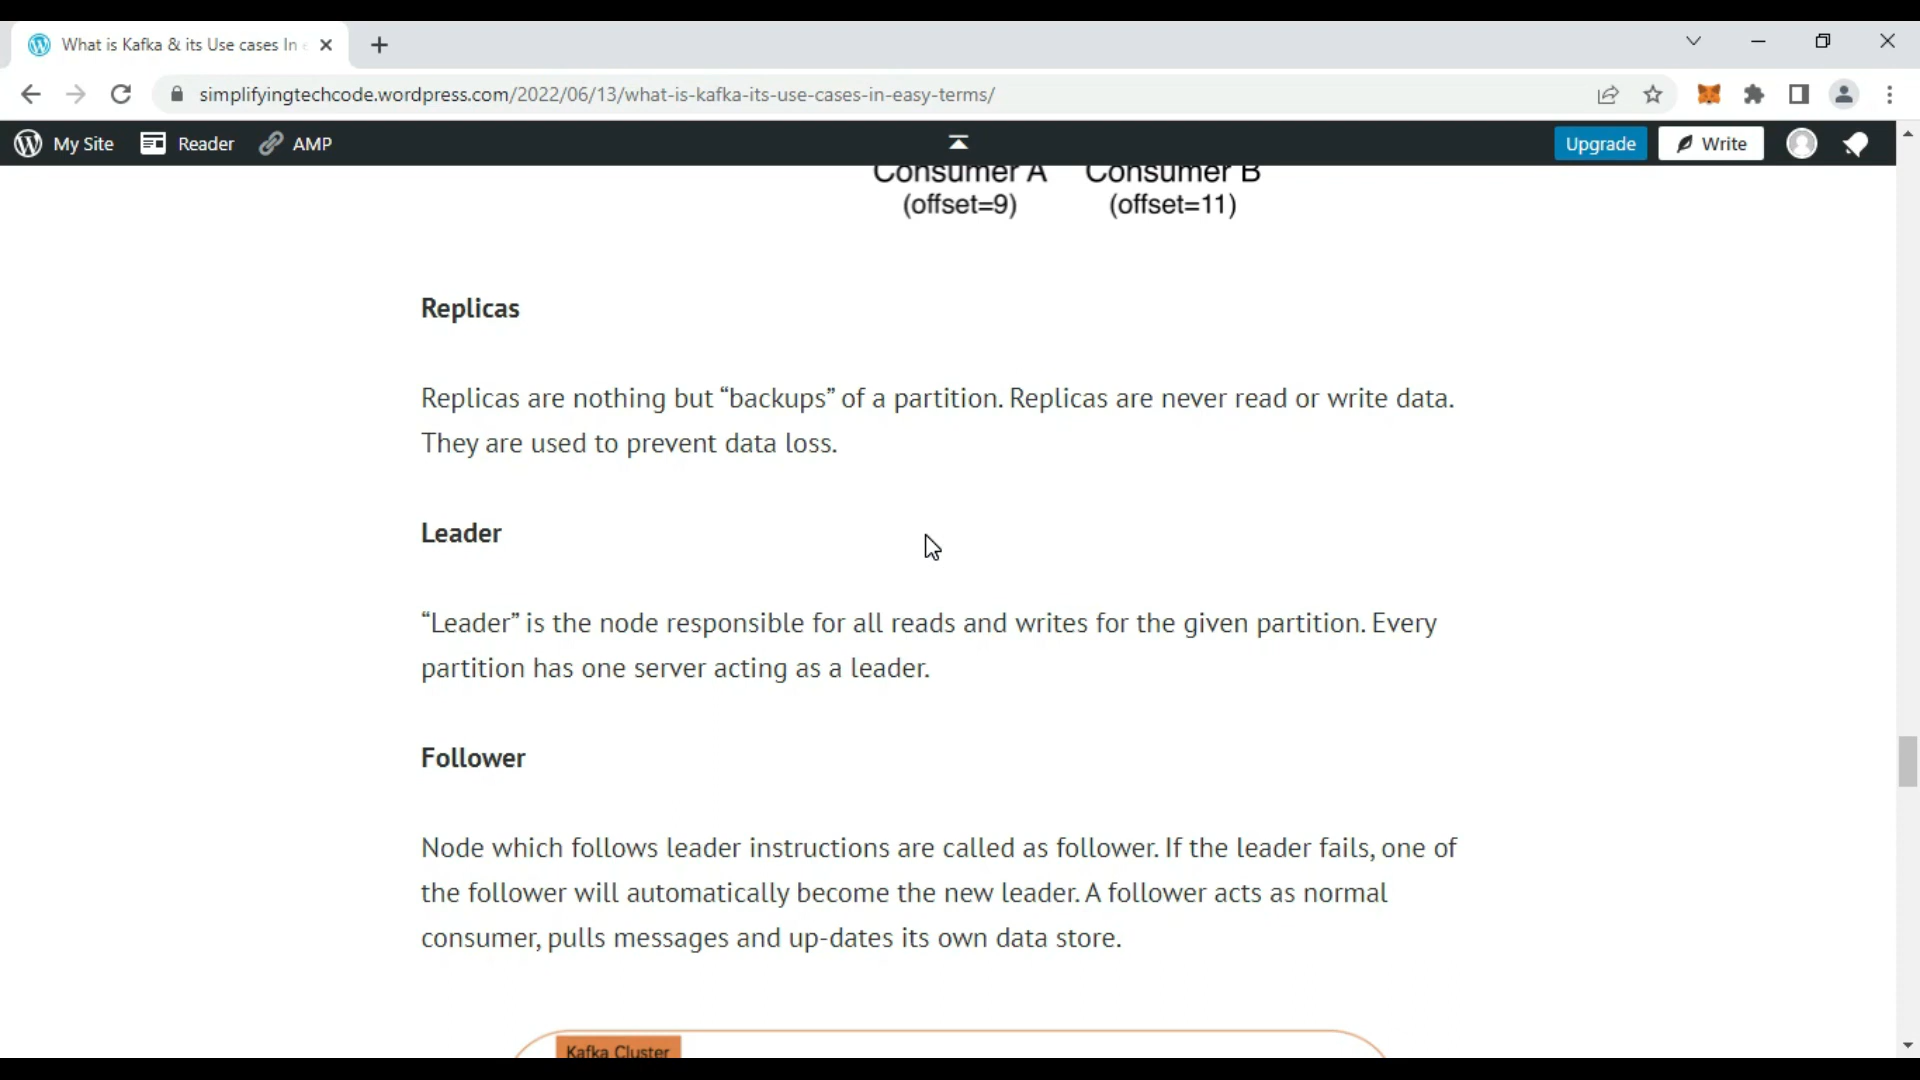 What is Kafka & its Use cases In
simplifyingtechcode.wordpress.com/2022/06/13/what-is-kafka-its-use-cases-in-easy-terms/
My Site Reader AMP Upgrade Write
Consumer A Consumer B
(offset=9) (offset=11)
Replicas
Replicas are nothing but “backups” of a partition. Replicas are never read or write data.
They are used to prevent data loss.
Leader
“Leader” is the node responsible for all reads and writes for the given partition. Every
partition has one server acting as a leader.
Follower
Node which follows leader instructions are called as follower. If the leader fails, one of
the follower will automatically become the new leader. A follower acts as normal
consumer, pulls messages and up-dates its own data store.
Kafka Cluster